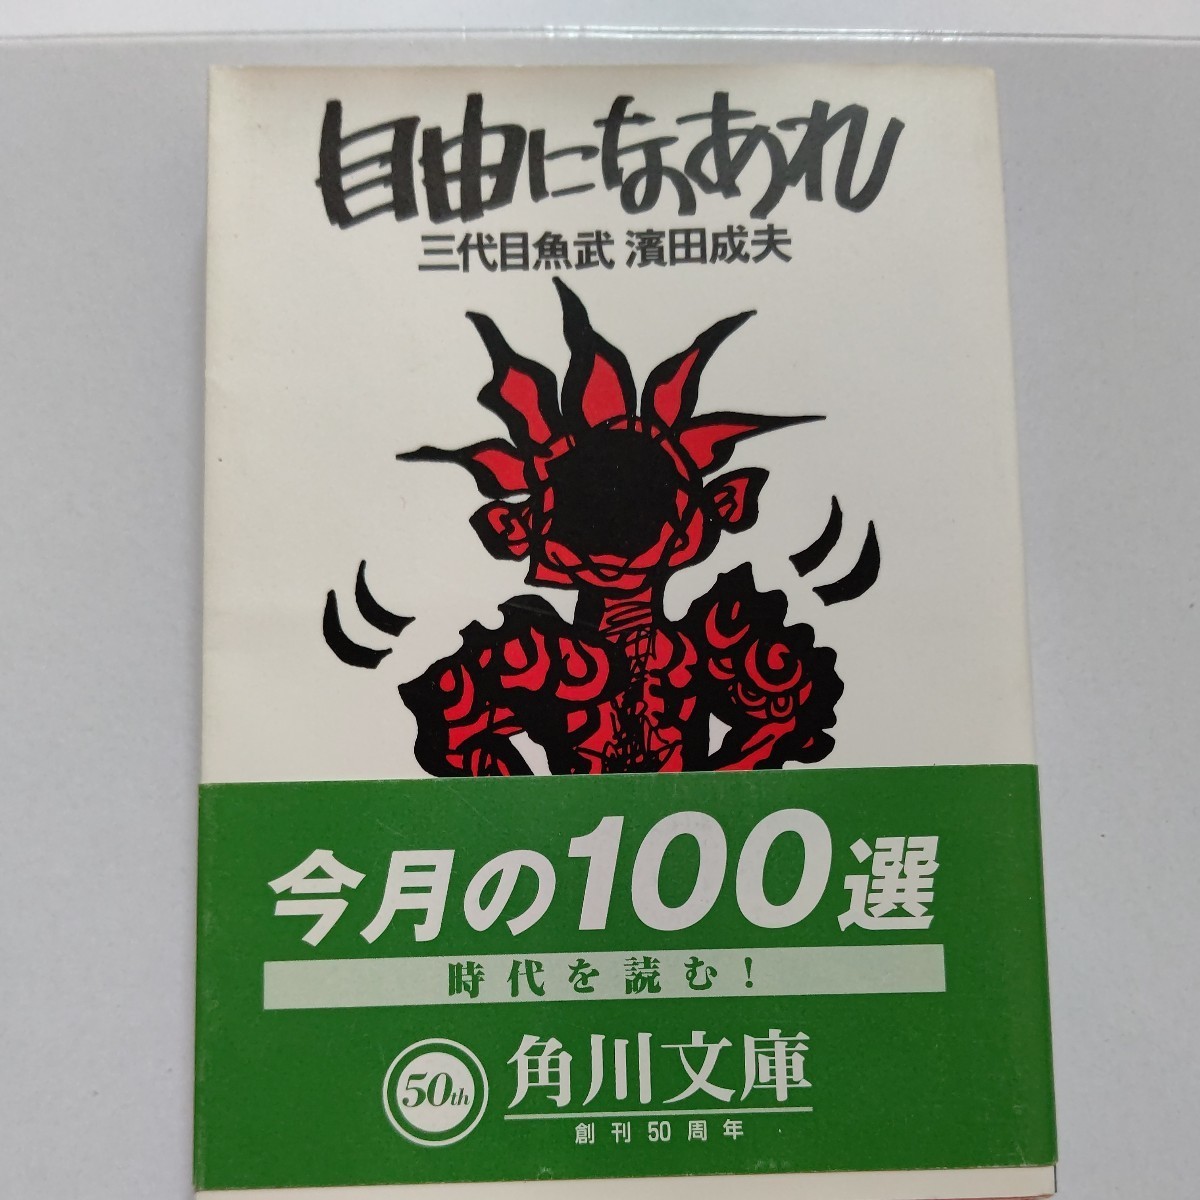 自由になあれ
三代目魚武 濱田成夫
今月の100選
時代を読む!
50th
角川文庫
創刊50周年